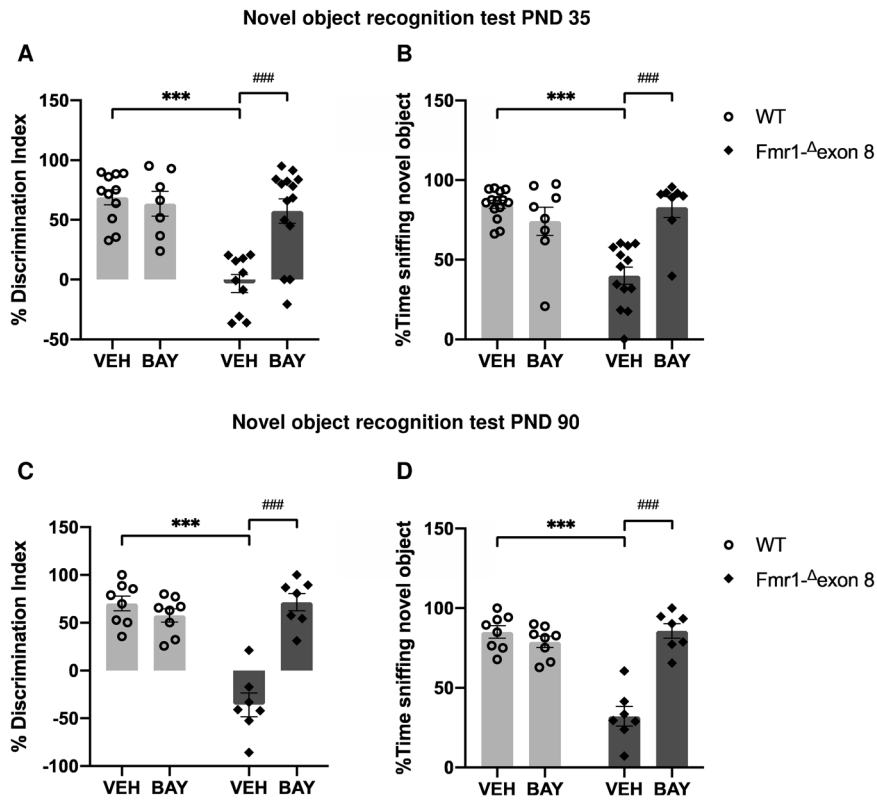 Novel object recognition test PND 35
A
B
###
###
***
***
% Discrimination Index
150
100
50
0
-50
VEH BAY VEH BAY
%Time sniffing novel object
150
100
50
0
VEH BAY VEH BAY
WT
Fmr1-Δexon 8
Novel object recognition test PND 90
C
D
###
###
***
***
% Discrimination Index
150
100
50
0
-50
-100
VEH BAY VEH BAY
%Time sniffing novel object
150
100
50
0
VEH BAY VEH BAY
WT
Fmr1-Δexon 8